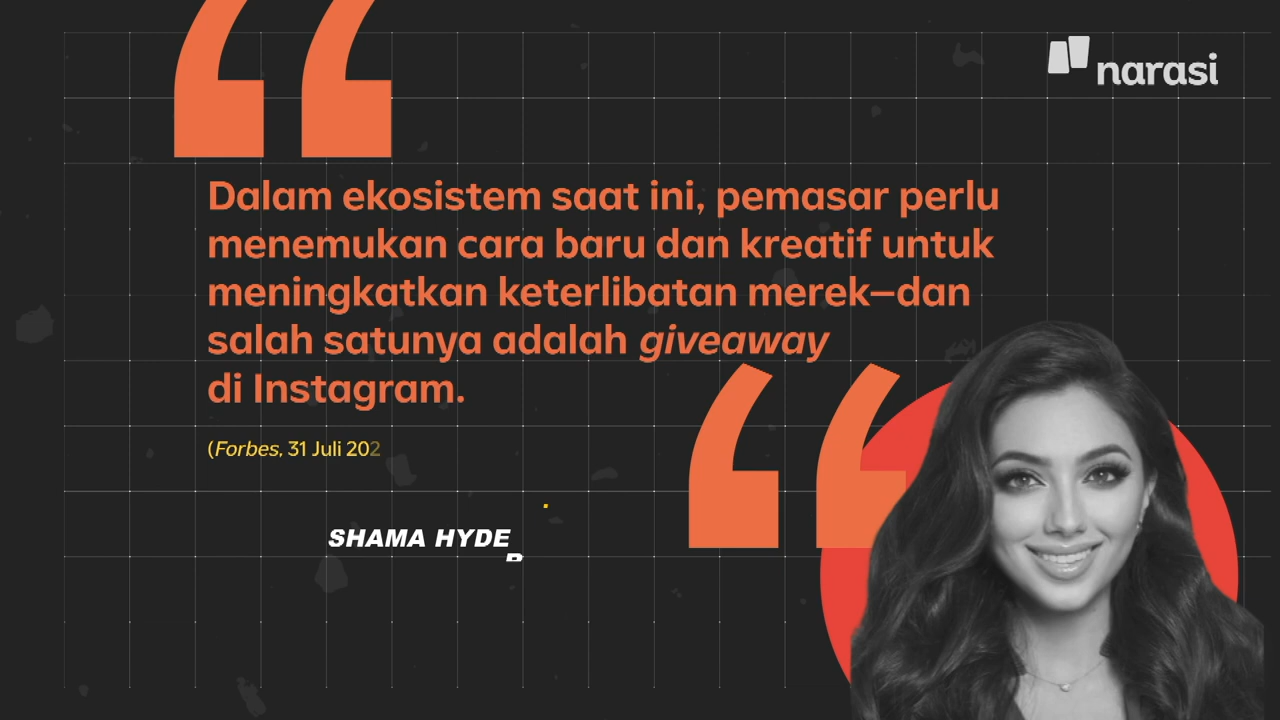 narasi
Dalam ekosistem saat ini, pemasar perlu
menemukan cara baru dan kreatif untuk
meningkatkan keterlibatan merek—dan
salah satunya adalah giveaway
di Instagram.
(Forbes, 31 Juli 202
SHAMA HYDE